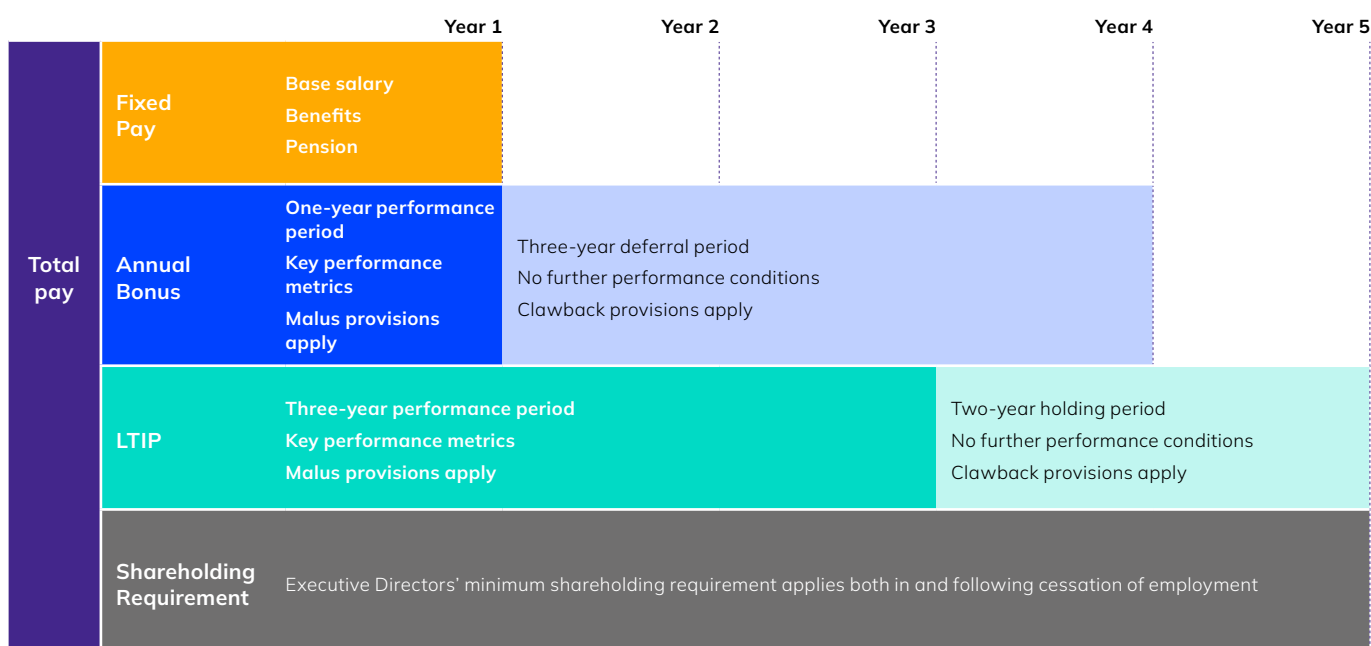 Year 1
Year 2
Year 3
Year 4
Year 5
Total
pay
Fixed
Pay
Base salary
Benefits
Pension
Annual
Bonus
One-year performance
period
Key performance
metrics
Malus provisions
apply
Three-year deferral period
No further performance conditions
Clawback provisions apply
LTIP
Three-year performance period
Key performance metrics
Malus provisions apply
Two-year holding period
No further performance conditions
Clawback provisions apply
Shareholding
Requirement
Executive Directors’ minimum shareholding requirement applies both in and following cessation of employment